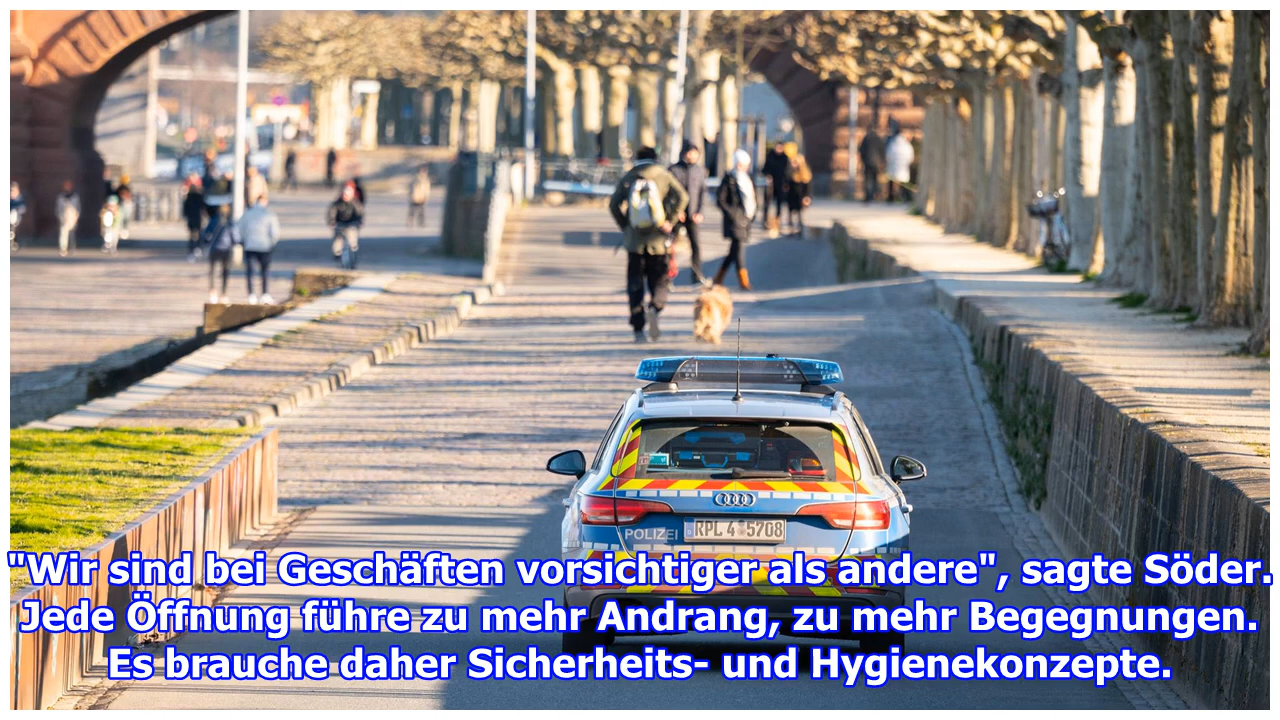 POLIZEI
RPL 4 5708
"Wir sind bei Geschäften vorsichtiger als andere", sagte Söder.
Jede Öffnung führe zu mehr Andrang, zu mehr Begegnungen.
Es brauche daher Sicherheits- und Hygienekonzepte.